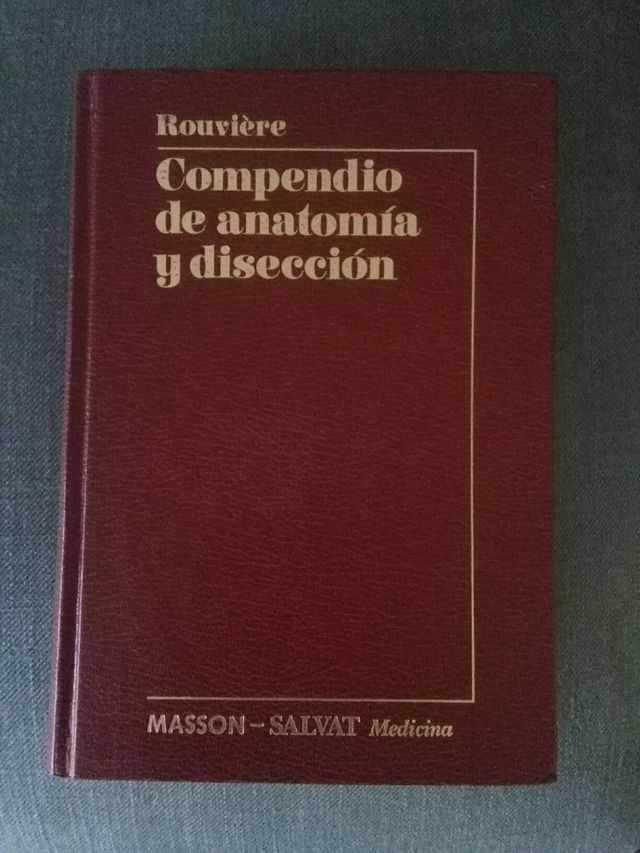 Rouvière
Compendio
de anatomía
y disección
MASSON – SALVAT Medicina